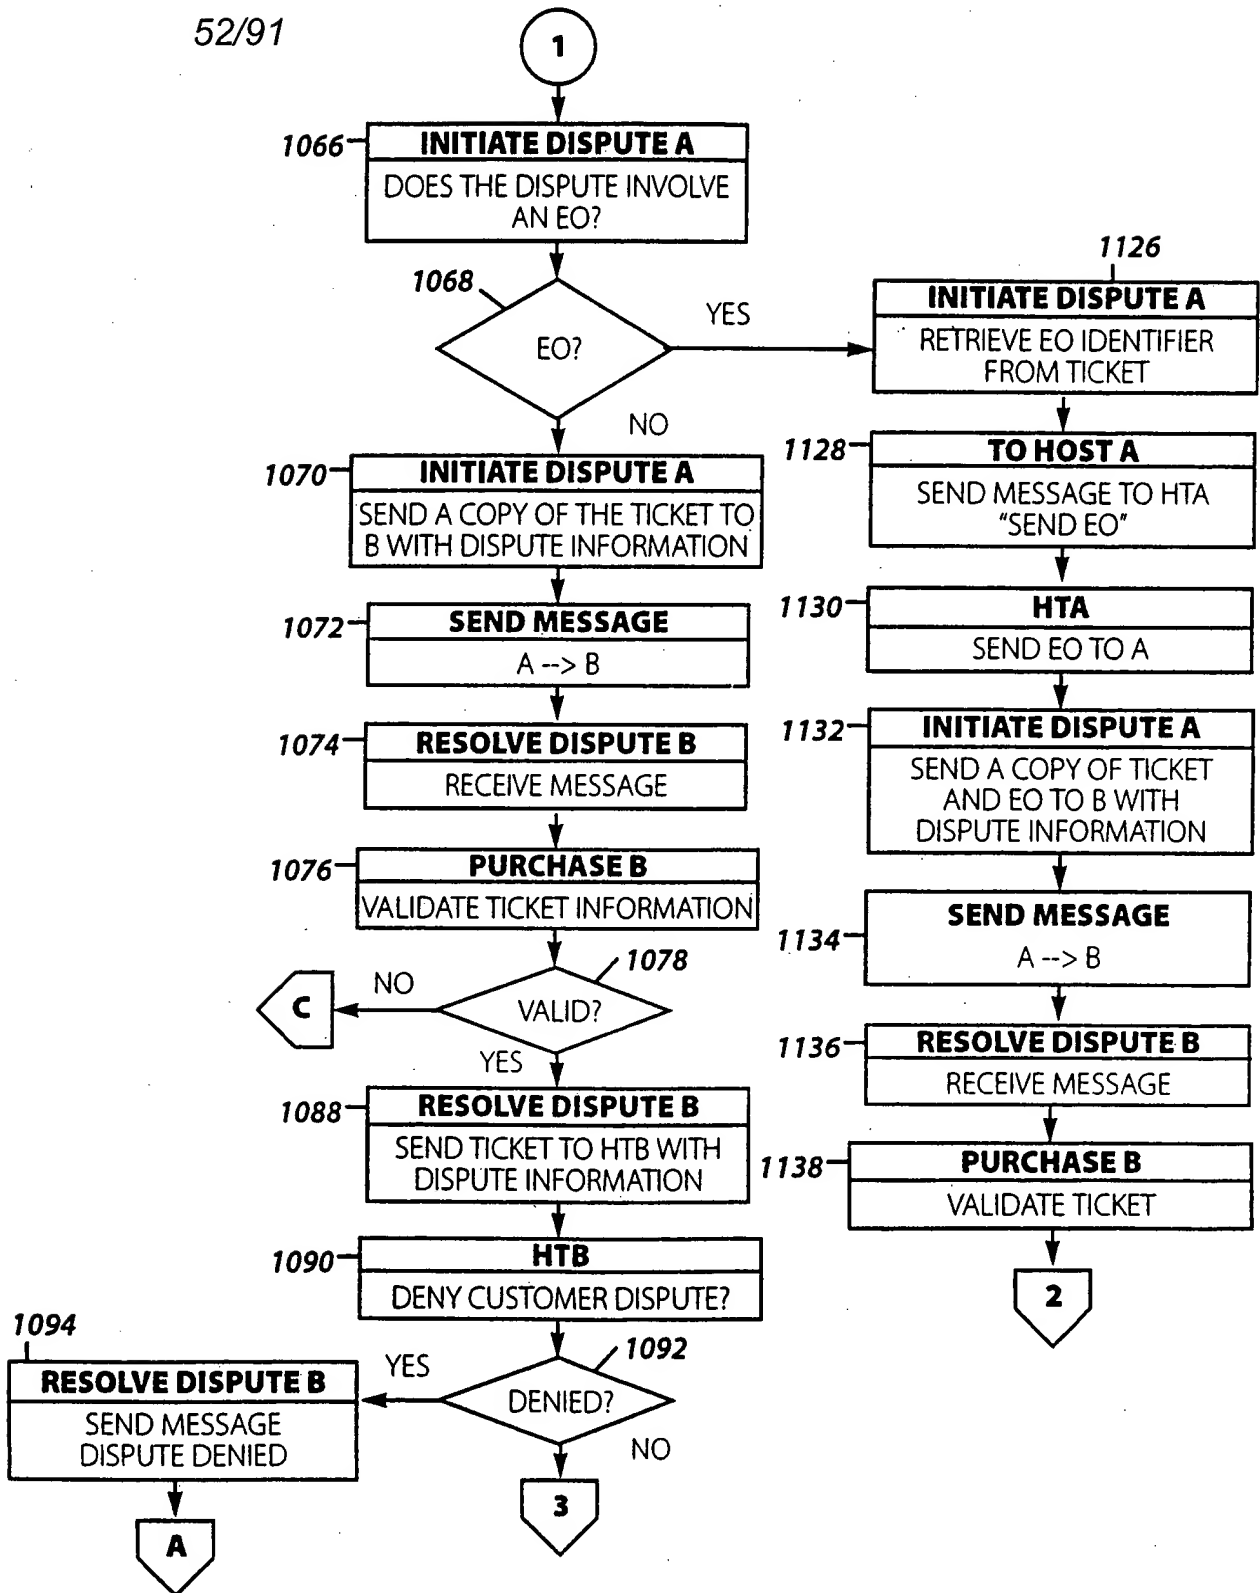 52/91
1
1066
INITIATE DISPUTE A
DOES THE DISPUTE INVOLVE
AN EO?
1068
EO?
YES
NO
1070
INITIATE DISPUTE A
SEND A COPY OF THE TICKET TO
B WITH DISPUTE INFORMATION
1072
SEND MESSAGE
A --> B
1074
RESOLVE DISPUTE B
RECEIVE MESSAGE
1076
PURCHASE B
VALIDATE TICKET INFORMATION
1078
VALID?
NO
C
YES
1088
RESOLVE DISPUTE B
SEND TICKET TO HTB WITH
DISPUTE INFORMATION
1090
HTB
DENY CUSTOMER DISPUTE?
1092
DENIED?
YES
NO
1094
RESOLVE DISPUTE B
SEND MESSAGE
DISPUTE DENIED
A
3
1126
INITIATE DISPUTE A
RETRIEVE EO IDENTIFIER
FROM TICKET
1128
TO HOST A
SEND MESSAGE TO HTA
"SEND EO"
1130
HTA
SEND EO TO A
1132
INITIATE DISPUTE A
SEND A COPY OF TICKET
AND EO TO B WITH
DISPUTE INFORMATION
1134
SEND MESSAGE
A --> B
1136
RESOLVE DISPUTE B
RECEIVE MESSAGE
1138
PURCHASE B
VALIDATE TICKET
2